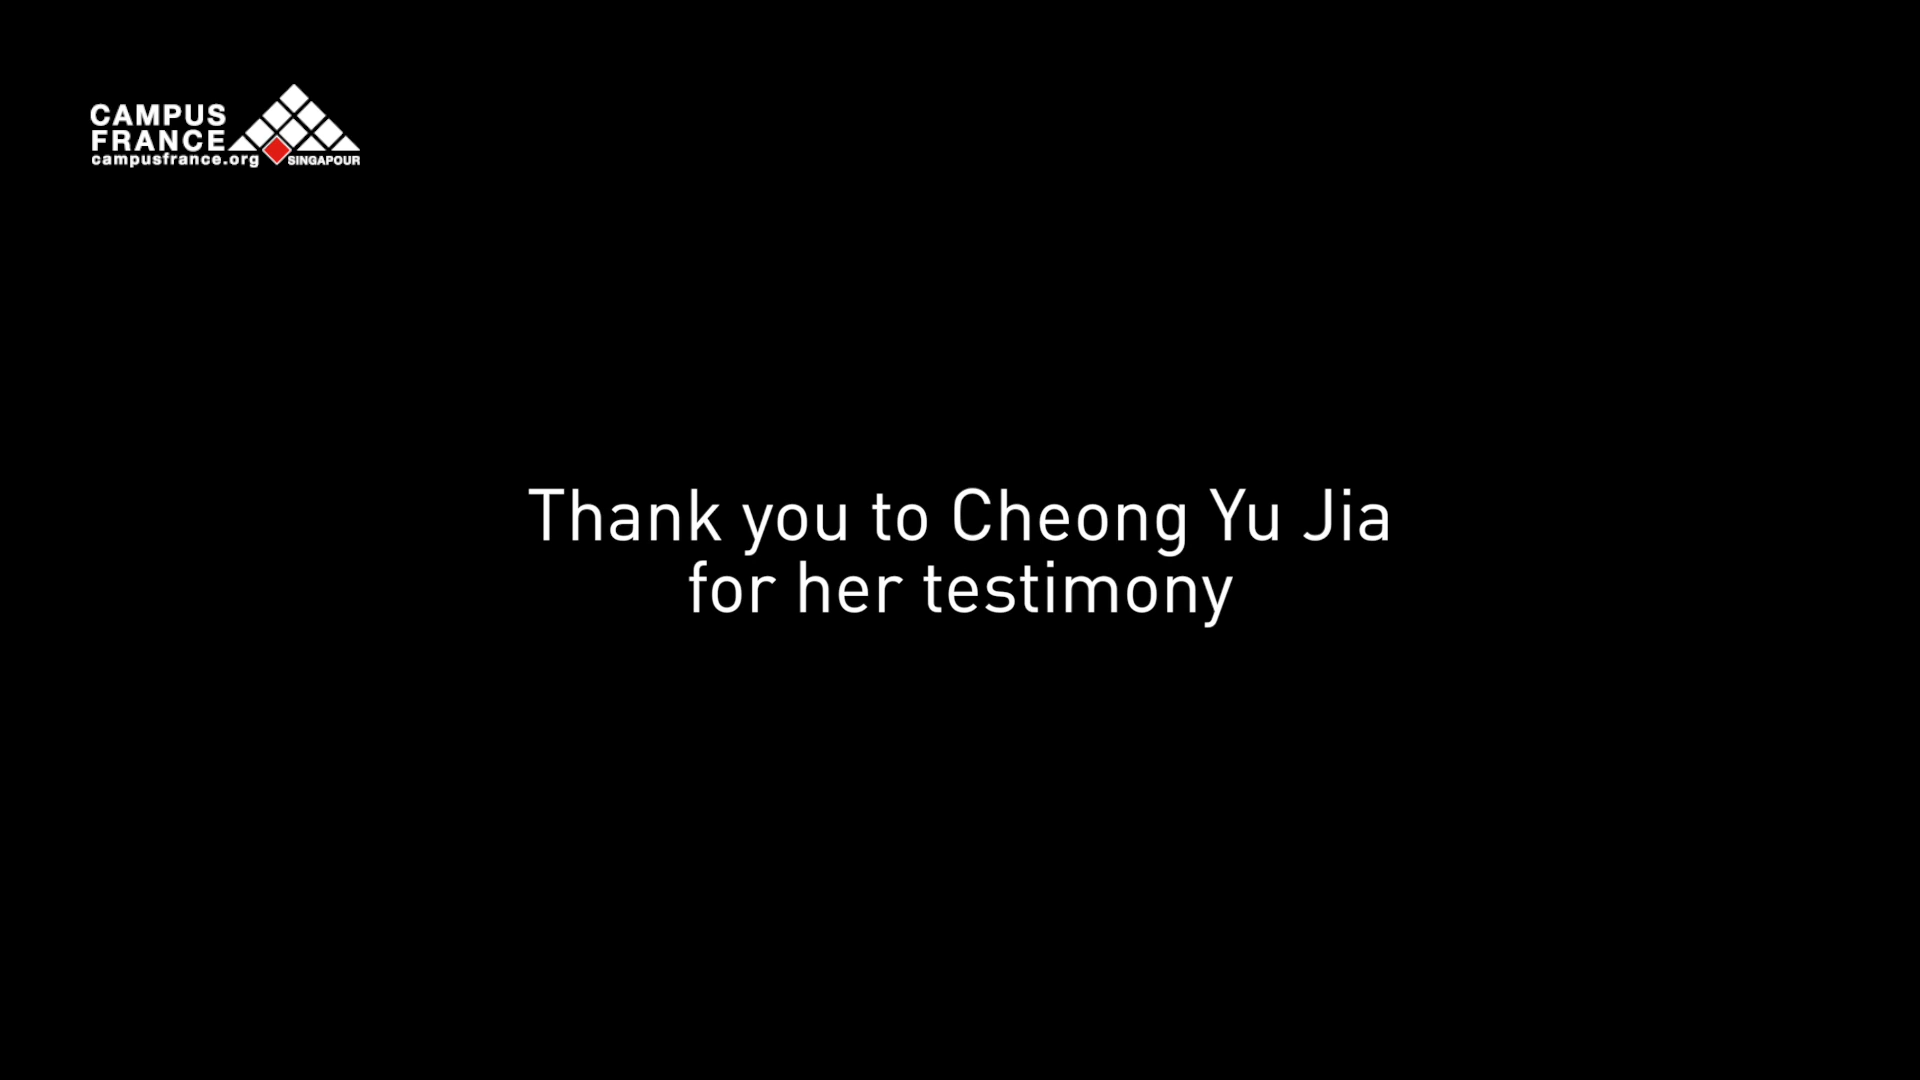 CAMPUS
FRANCE
campusfrance.org SINGAPOUR
Thank you to Cheong Yu Jia
for her testimony